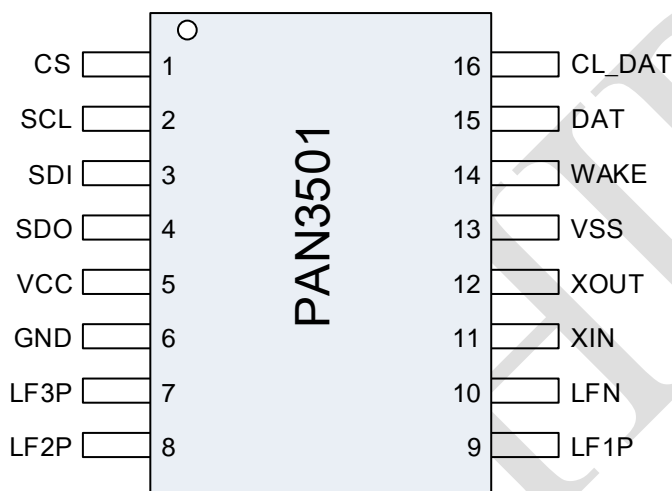 CS 1 16 CL_DAT
SCL 2 15 DAT
SDI 3 14 WAKE
SDO 4 13 VSS
VCC 5 12 XOUT
GND 6 11 XIN
LF3P 7 10 LFN
LF2P 8 9 LF1P
PAN3501